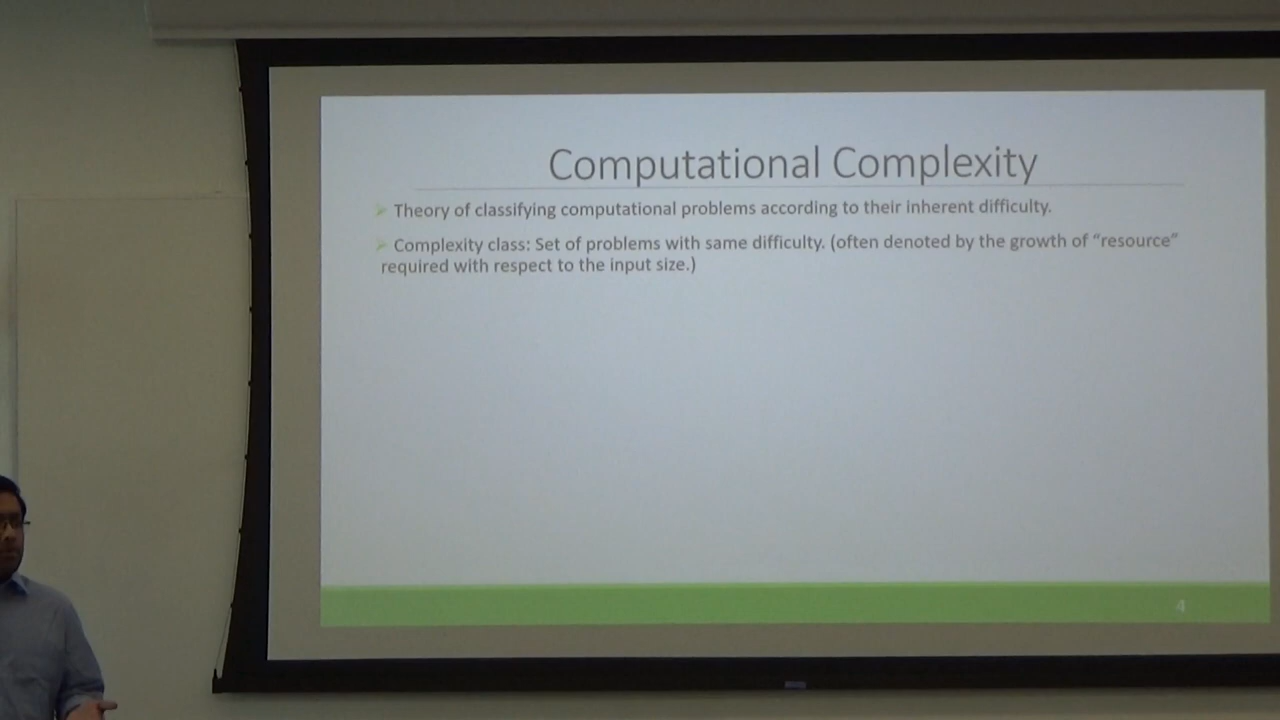 Computational Complexity
Theory of classifying computational problems according to their inherent difficulty.
Complexity class: Set of problems with same difficulty. (often denoted by the growth of “resource”
required with respect to the input size.)
4